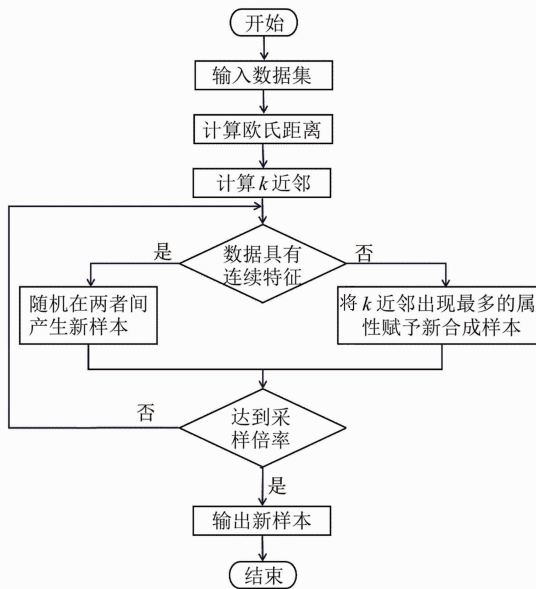 开始
输入数据集
计算欧氏距离
计算k近邻
是
数据具有
连续特征
否
随机在两者间
产生新样本
将k近邻出现最多的属
性赋予新合成样本
否
达到采
样倍率
是
输出新样本
结束